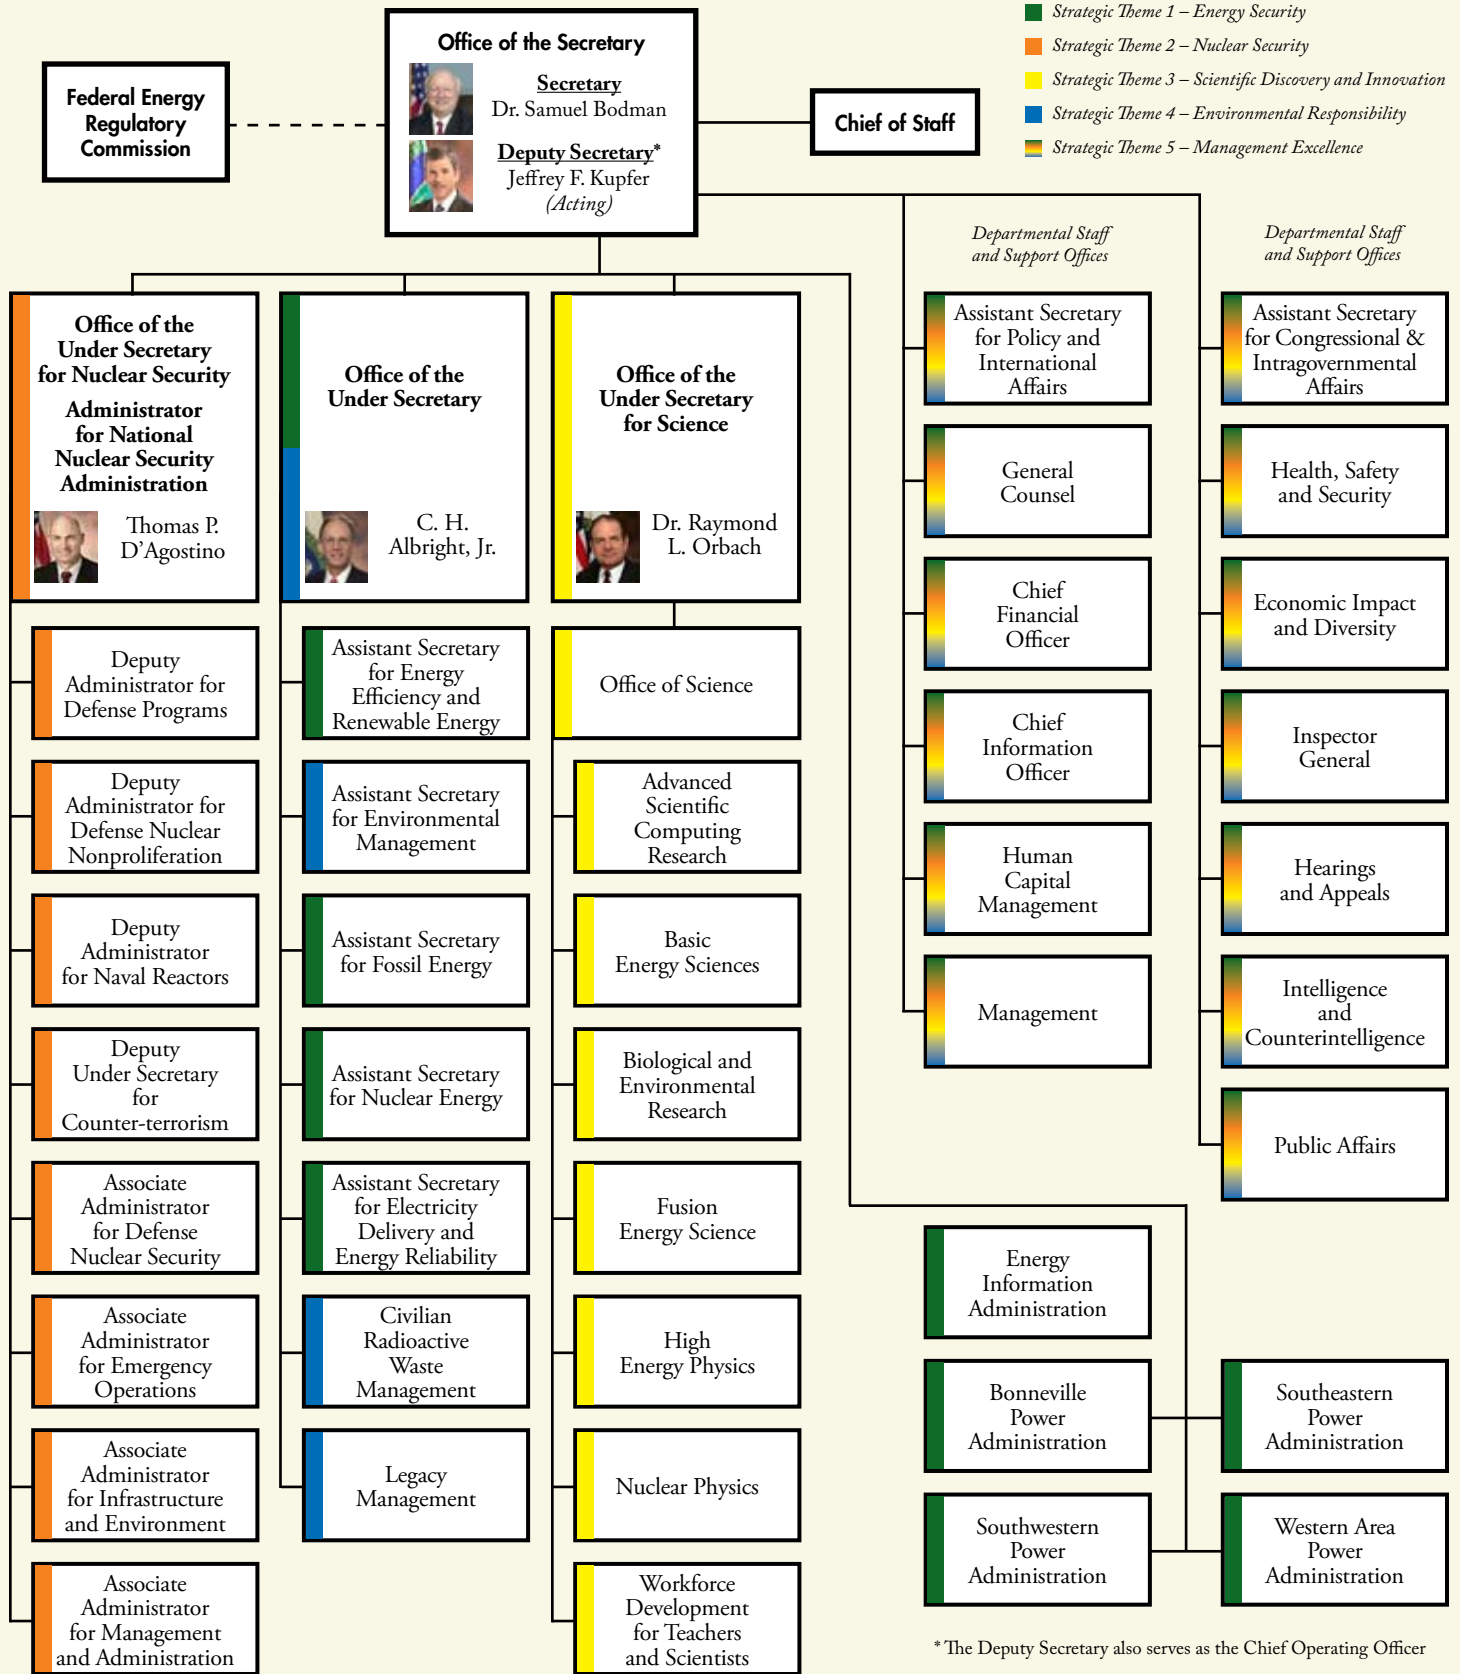 Strategic Theme 1 – Energy Security
Strategic Theme 2 – Nuclear Security
Strategic Theme 3 – Scientific Discovery and Innovation
Strategic Theme 4 – Environmental Responsibility
Strategic Theme 5 – Management Excellence
Office of the Secretary
Secretary
Dr. Samuel Bodman
Deputy Secretary*
Jeffrey F. Kupfer
(Acting)
Federal Energy
Regulatory
Commission
Chief of Staff
Office of the
Under Secretary
for Nuclear Security
Administrator
for National
Nuclear Security
Administration
Thomas P.
D'Agostino
Deputy
Administrator for
Defense Programs
Deputy
Administrator for
Defense Nuclear
Nonproliferation
Deputy
Administrator
for Naval Reactors
Deputy
Under Secretary
for
Counter-terrorism
Associate
Administrator
for Defense
Nuclear Security
Associate
Administrator
for Emergency
Operations
Associate
Administrator
for Infrastructure
and Environment
Associate
Administrator
for Management
and Administration
Office of the
Under Secretary
C. H.
Albright, Jr.
Assistant Secretary
for Energy
Efficiency and
Renewable Energy
Assistant Secretary
for Environmental
Management
Assistant Secretary
for Fossil Energy
Assistant Secretary
for Nuclear Energy
Assistant Secretary
for Electricity
Delivery and
Energy Reliability
Civilian
Radioactive
Waste
Management
Legacy
Management
Office of the
Under Secretary
for Science
Dr. Raymond
L. Orbach
Office of Science
Advanced
Scientific
Computing
Research
Basic
Energy Sciences
Biological and
Environmental
Research
Fusion
Energy Science
High
Energy Physics
Nuclear Physics
Workforce
Development
for Teachers
and Scientists
Departmental Staff
and Support Offices
Assistant Secretary
for Policy and
International
Affairs
General
Counsel
Chief
Financial
Officer
Chief
Information
Officer
Human
Capital
Management
Management
Departmental Staff
and Support Offices
Assistant Secretary
for Congressional &
Intragovernmental
Affairs
Health, Safety
and Security
Economic Impact
and Diversity
Inspector
General
Hearings
and Appeals
Intelligence
and
Counterintelligence
Public Affairs
Energy
Information
Administration
Bonneville
Power
Administration
Southeastern
Power
Administration
Southwestern
Power
Administration
Western Area
Power
Administration
* The Deputy Secretary also serves as the Chief Operating Officer